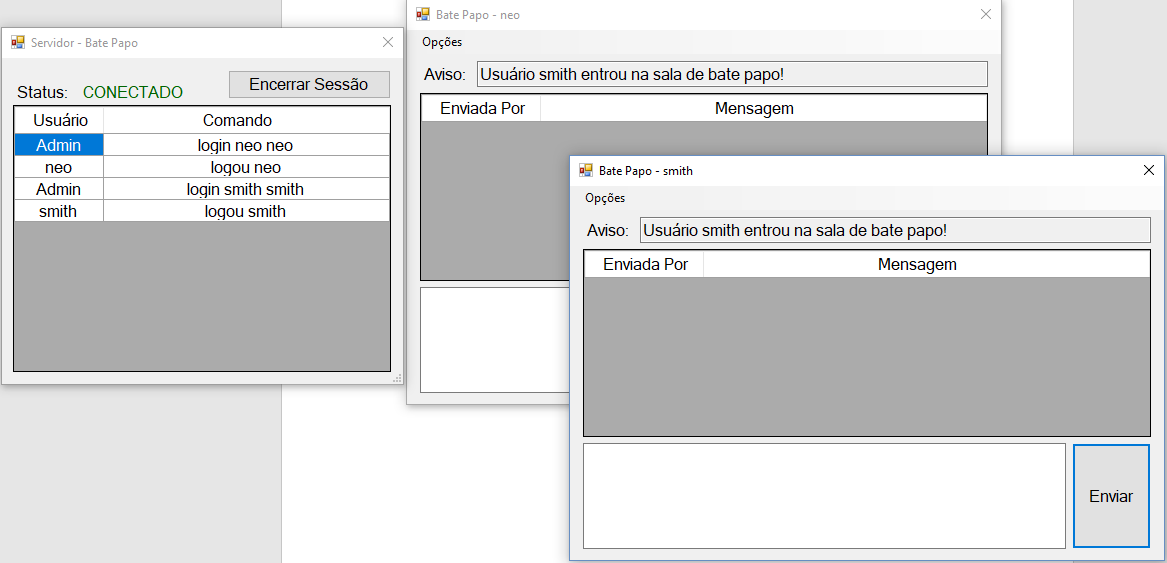 Servidor - Bate Papo
Status: CONECTADO
Encerrar Sessão
Usuário Comando
Admin login neo neo
neo logou neo
Admin login smith smith
smith logou smith
Bate Papo - neo
Opções
Aviso: Usuário smith entrou na sala de bate papo!
Enviada Por Mensagem
Bate Papo - smith
Opções
Aviso: Usuário smith entrou na sala de bate papo!
Enviada Por Mensagem
Enviar